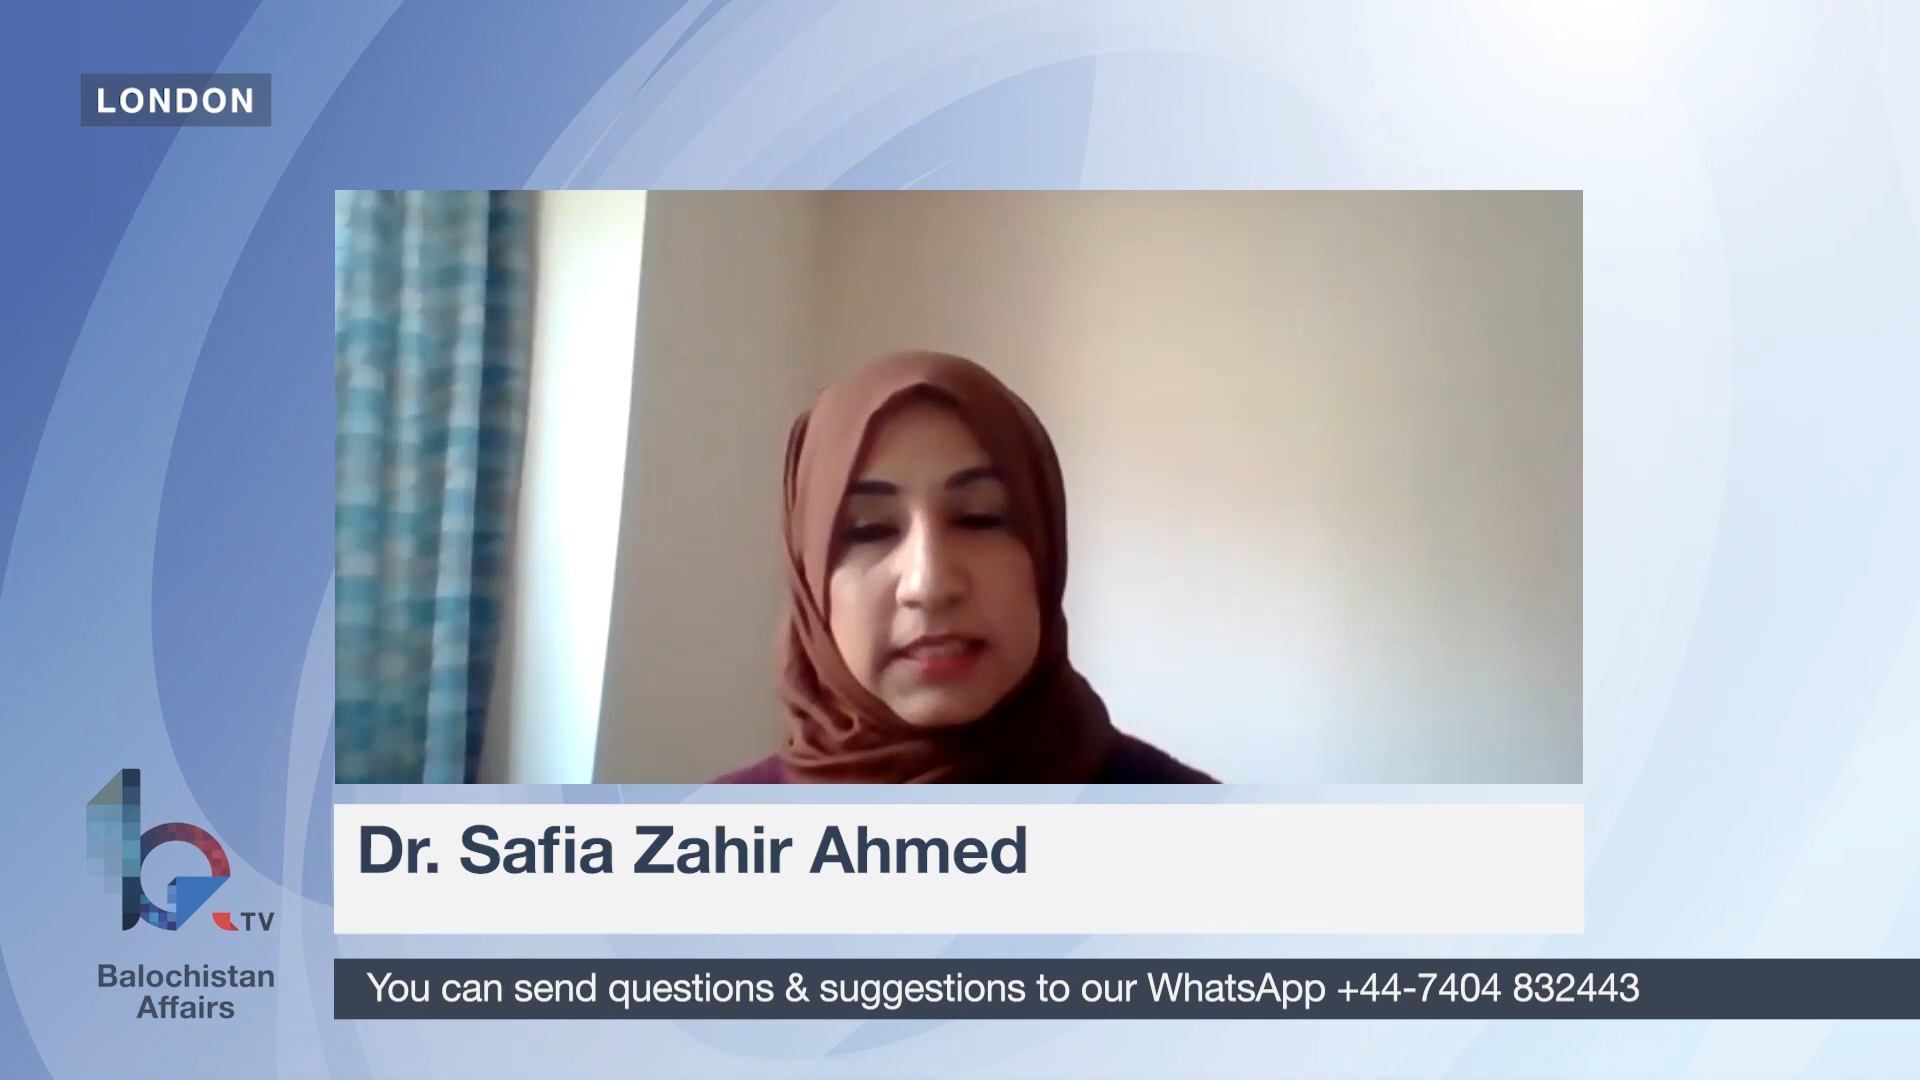 LONDON
Dr. Safia Zahir Ahmed
TV
Balochistan
Affairs
You can send questions & suggestions to our WhatsApp +44-7404 832443